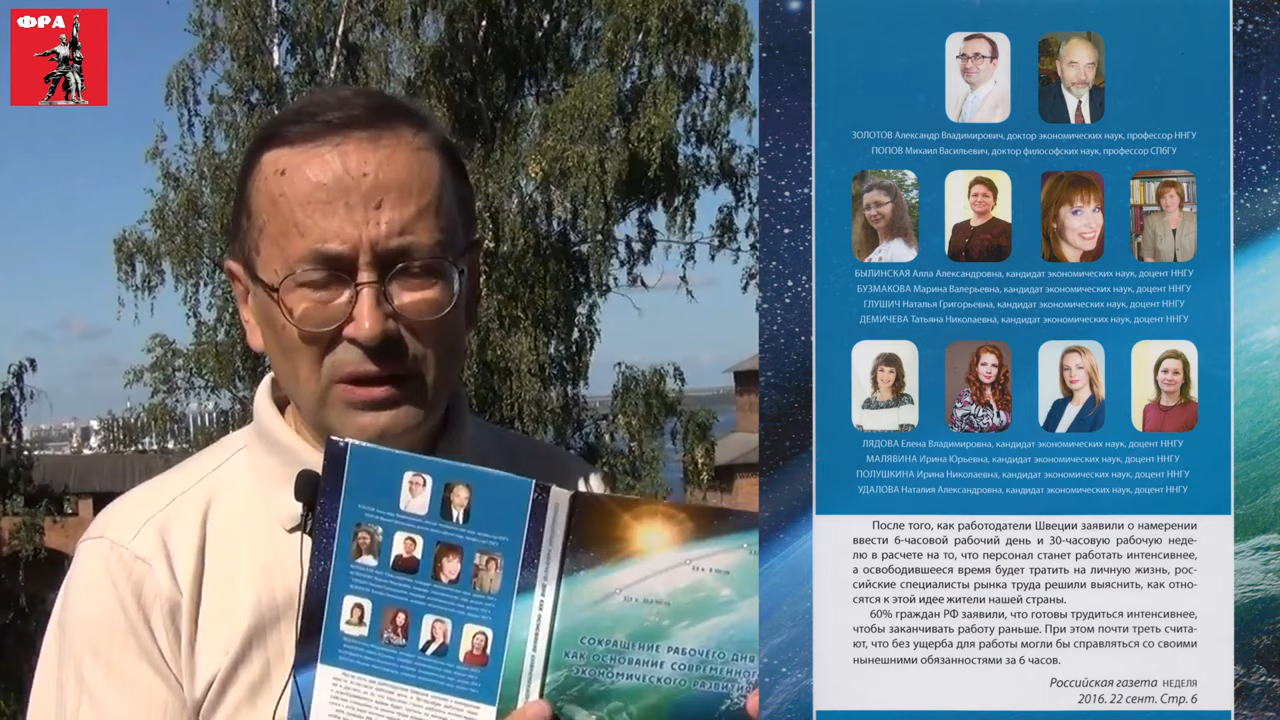 ФРА
ЗОЛОТОВ Александр Владимирович, доктор экономических наук, профессор ННГУ
ПОПОВ Михаил Васильевич, доктор философских наук, профессор СПбГУ
БЫЛИНСКАЯ Алла Александровна, кандидат экономических наук, доцент ННГУ
БУЗМАКОВА Марина Валерьевна, кандидат экономических наук, доцент ННГУ
ГЛУШИЧ Наталья Григорьевна, кандидат экономических наук, доцент ННГУ
ДЕМИЧЕВА Татьяна Николаевна, кандидат экономических наук, доцент ННГУ
ЛЯДОВА Елена Владимировна, кандидат экономических наук, доцент ННГУ
МАЛЯВИНА Ирина Юрьевна, кандидат экономических наук, доцент ННГУ
ПОЛУШКИНА Ирина Николаевна, кандидат экономических наук, доцент ННГУ
УДАЛОВА Наталия Александровна, кандидат экономических наук, доцент ННГУ
После того, как работодатели Швеции заявили о намерении
ввести 6-часовой рабочий день и 30-часовую рабочую неде-
лю в расчете на то, что персонал станет работать интенсивнее,
а освободившееся время будет тратить на личную жизнь, рос-
сийские специалисты рынка труда решили выяснить, как отно-
сятся к этой идее жители нашей страны.
60% граждан РФ заявили, что готовы трудиться интенсивнее,
чтобы заканчивать работу раньше. При этом почти треть счита-
ют, что без ущерба для работы могли бы справляться со своими
нынешними обязанностями за 6 часов.
Российская газета НЕДЕЛЯ
2016. 22 сент. Стр. 6
СОКРАЩЕНИЕ РАБОЧЕГО ДНЯ
КАК ОСНОВАНИЕ СОВРЕМЕННОГО
ЭКОНОМИЧЕСКОГО РАЗВИТИЯ